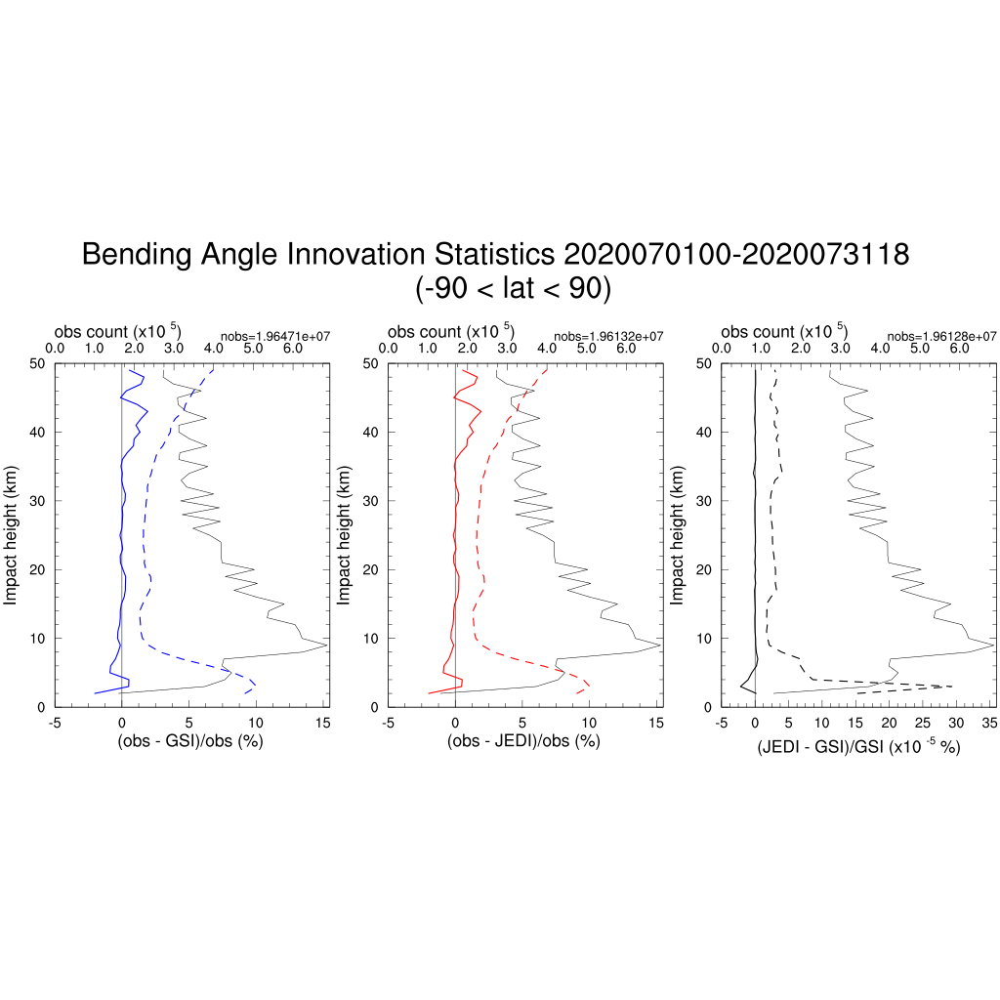 Bending Angle Innovation Statistics 2020070100-2020073118
(-90 < lat < 90)
obs count (x10 5)
nobs=1.96471e+07
0.0 1.0 2.0 3.0 4.0 5.0 6.0
50
40
30
20
10
0
Impact height (km)
-5 0 5 10 15
(obs - GSI)/obs (%)
obs count (x10 5)
nobs=1.96132e+07
0.0 1.0 2.0 3.0 4.0 5.0 6.0
50
40
30
20
10
0
Impact height (km)
-5 0 5 10 15
(obs - JEDI)/obs (%)
obs count (x10 5)
nobs=1.96128e+07
0.0 1.0 2.0 3.0 4.0 5.0 6.0
50
40
30
20
10
0
Impact height (km)
-5 0 5 10 15 20 25 30 35
(JEDI - GSI)/GSI (x10 -5 %)